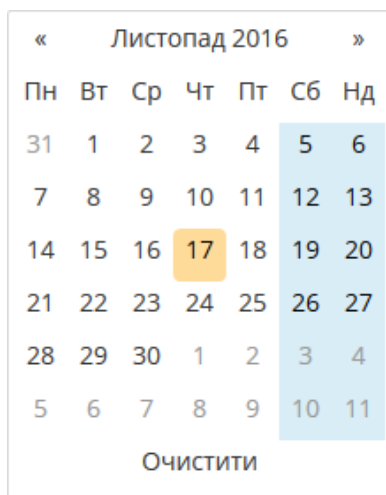 « Листопад 2016 »
Пн Вт Ср Чт Пт Сб Нд
31 1 2 3 4 5 6
7 8 9 10 11 12 13
14 15 16 17 18 19 20
21 22 23 24 25 26 27
28 29 30 1 2 3 4
5 6 7 8 9 10 11
Очистити